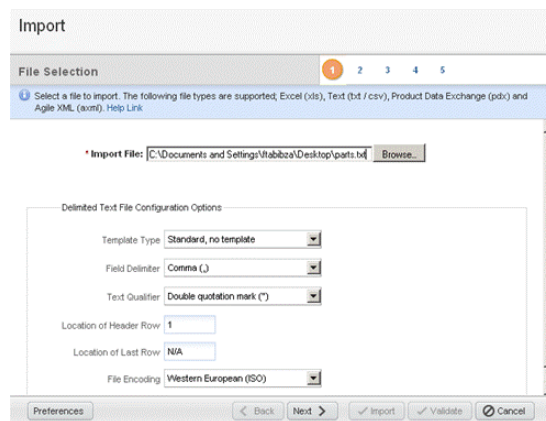 Import
File Selection
1 2 3 4 5
Select a file to import. The following file types are supported; Excel (xls), Text (txt / csv), Product Data Exchange (pdx) and
Agile XML (axml). Help Link
* Import File: C:\Documents and Settings\ftabibza\Desktop\parts.txt Browse...
Delimited Text File Configuration Options
Template Type Standard, no template
Field Delimiter Comma (,)
Text Qualifier Double quotation mark (")
Location of Header Row 1
Location of Last Row N/A
File Encoding Western European (ISO)
Preferences Back Next Import Validate Cancel